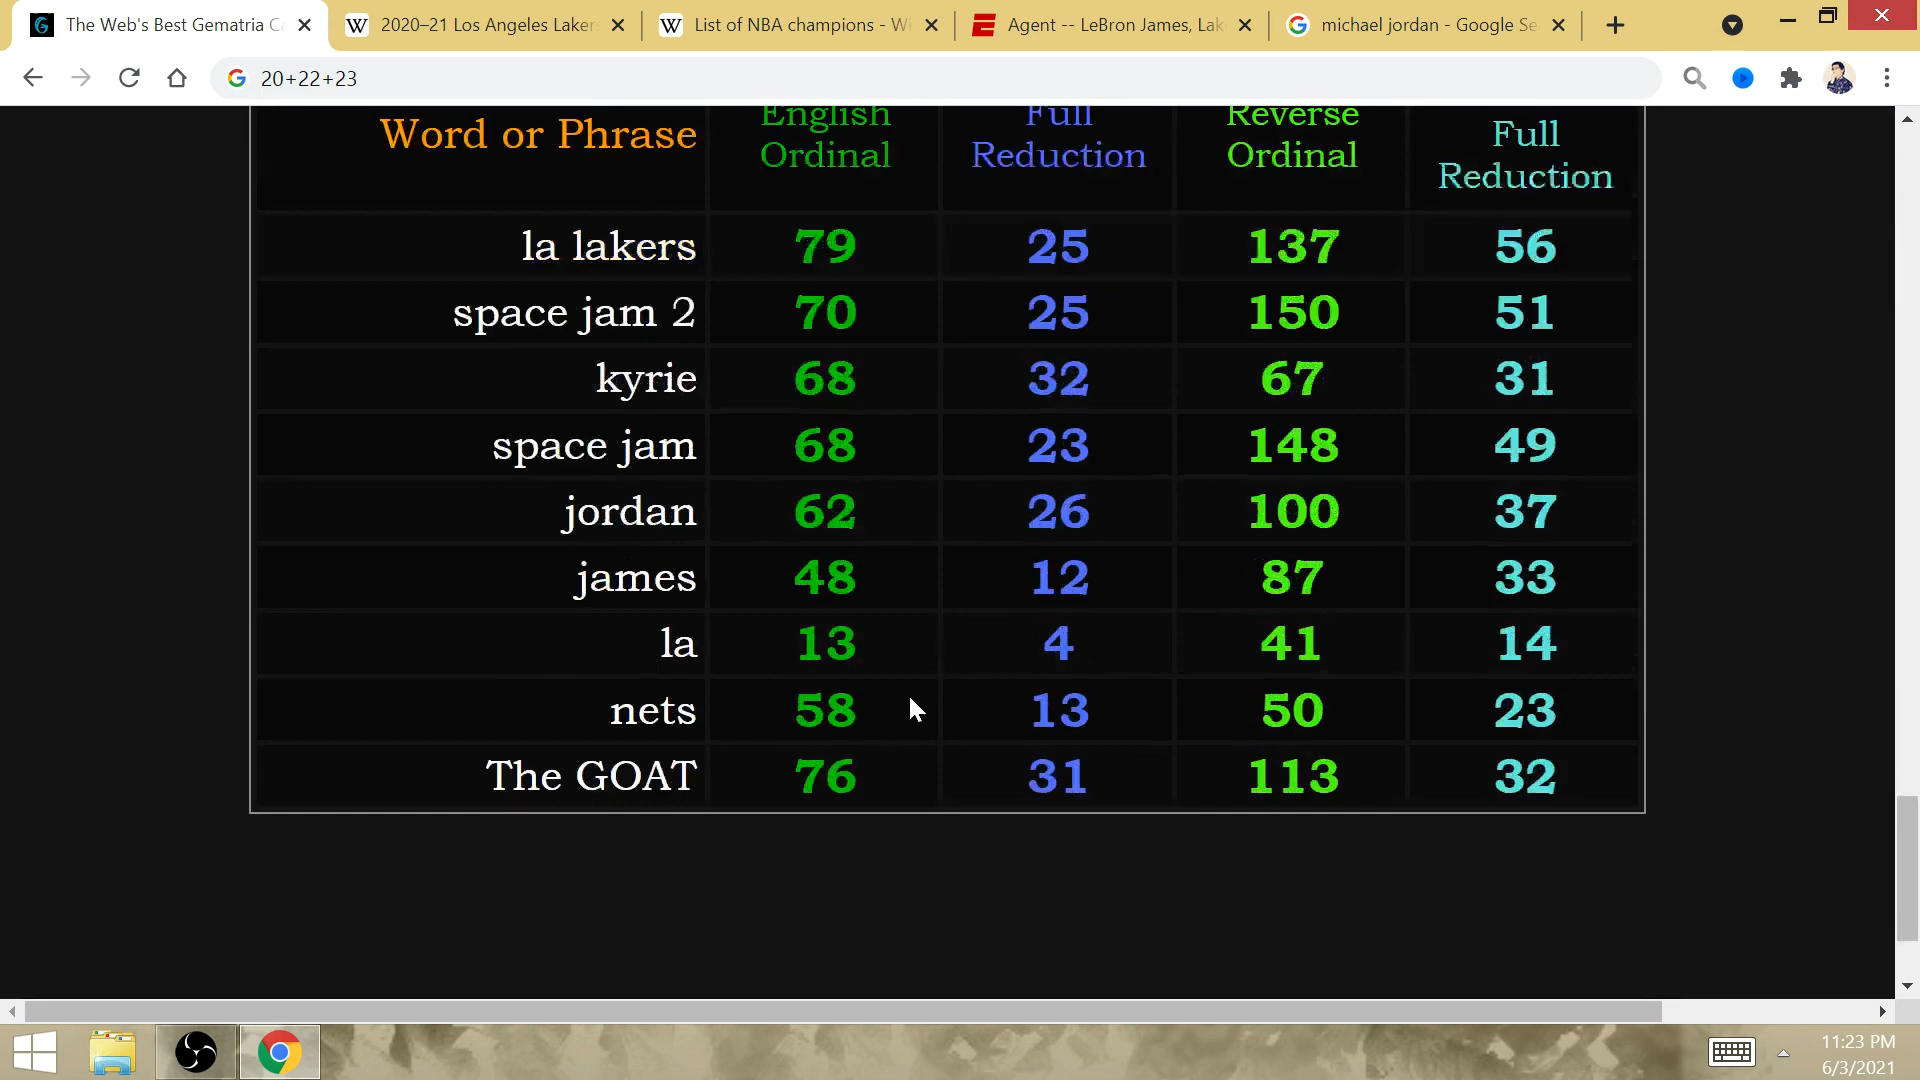 The Web's Best Gematria Ca
2020–21 Los Angeles Lakers
List of NBA champions - Wi
Agent -- LeBron James, Lak
michael jordan - Google Se
20+22+23
Word or Phrase English Ordinal Full Reduction Reverse Ordinal Full Reduction
la lakers 79 25 137 56
space jam 2 70 25 150 51
kyrie 68 32 67 31
space jam 68 23 148 49
jordan 62 26 100 37
james 48 12 87 33
la 13 4 41 14
nets 58 13 50 23
The GOAT 76 31 113 32
11:23 PM
6/3/2021